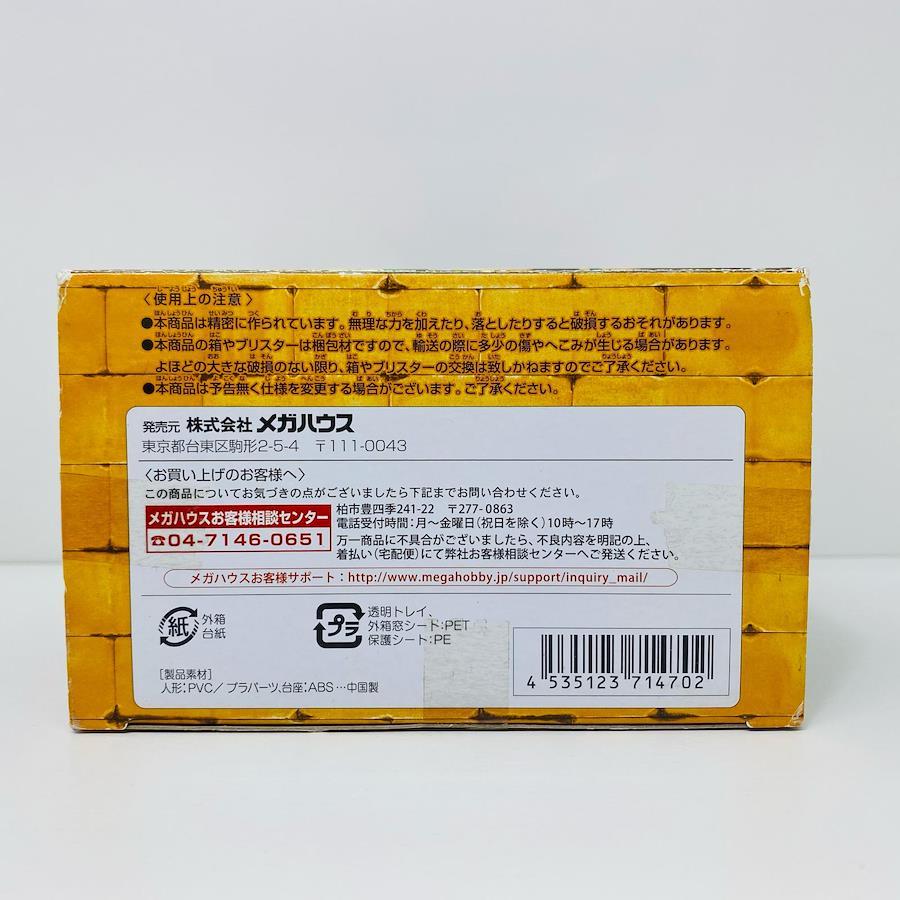 〈使用上の注意〉
●本商品は精密に作られています。無理な力を加えたり、落としたりすると破損するおそれがあります。
●本商品の箱やブリスターは梱包材ですので、輸送の際に多少の傷やへこみが生じる場合があります。
よほどの大きな破損のない限り、箱やブリスターの交換は致しかねますのでご了承ください。
●本商品は予告無く仕様を変更する場合がございます。ご了承ください。
発売元 株式会社 メガハウス
東京都台東区駒形2-5-4 〒111-0043
〈お買い上げのお客様へ〉
この商品についてお気づきの点がございましたら下記までお問い合わせください。
メガハウスお客様相談センター
☎04-7146-0651
柏市豊四季241-22 〒277-0863
電話受付時間:月〜金曜日(祝日を除く)10時〜17時
万一商品に不具合がございましたら、不良内容を明記の上、
着払い(宅配便)にて弊社お客様相談センターへご発送ください。
メガハウスお客様サポート:http://www.megahobby.jp/support/inquiry_mail/
紙
外箱
台紙
プラ
透明トレイ、
外箱窓シート:PET
保護シート:PE
[製品素材]
人形:PVC/プラパーツ,台座:ABS…中国製
4 535123 714702